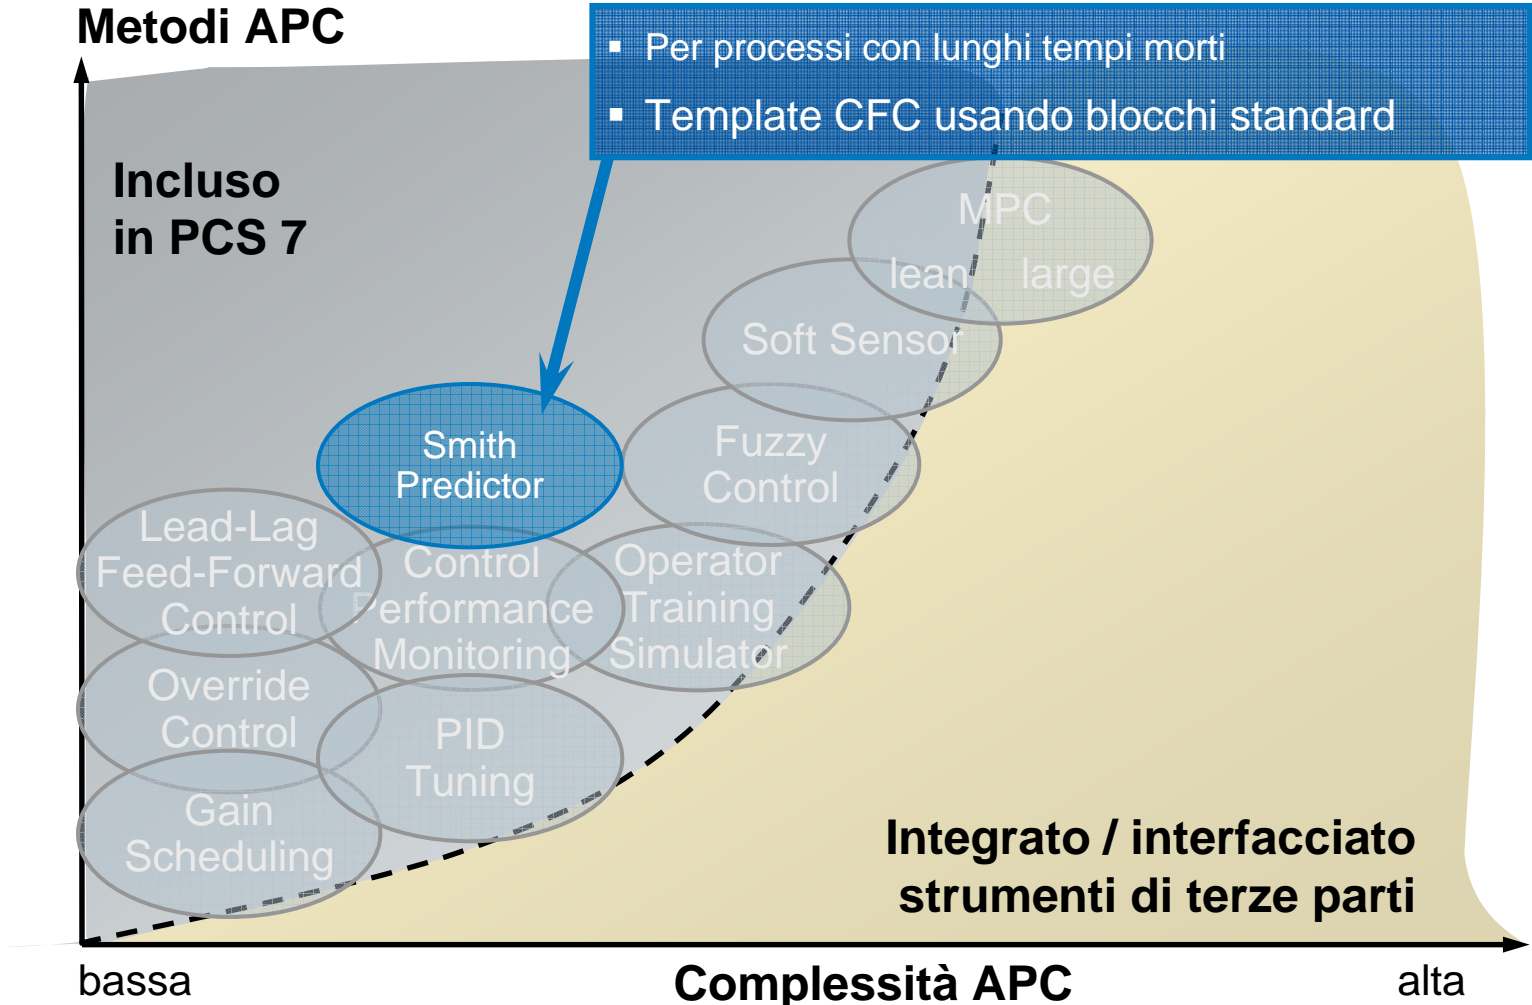 Metodi APC
▪ Per processi con lunghi tempi morti
▪ Template CFC usando blocchi standard
Incluso
in PCS 7
MPC
lean large
Soft Sensor
Smith
Predictor
Fuzzy
Control
Lead-Lag
Feed-Forward
Control
Control
Performance
Monitoring
Operator
Training
Simulator
Override
Control
PID
Tuning
Gain
Scheduling
Integrato / interfacciato
strumenti di terze parti
bassa
Complessità APC
alta